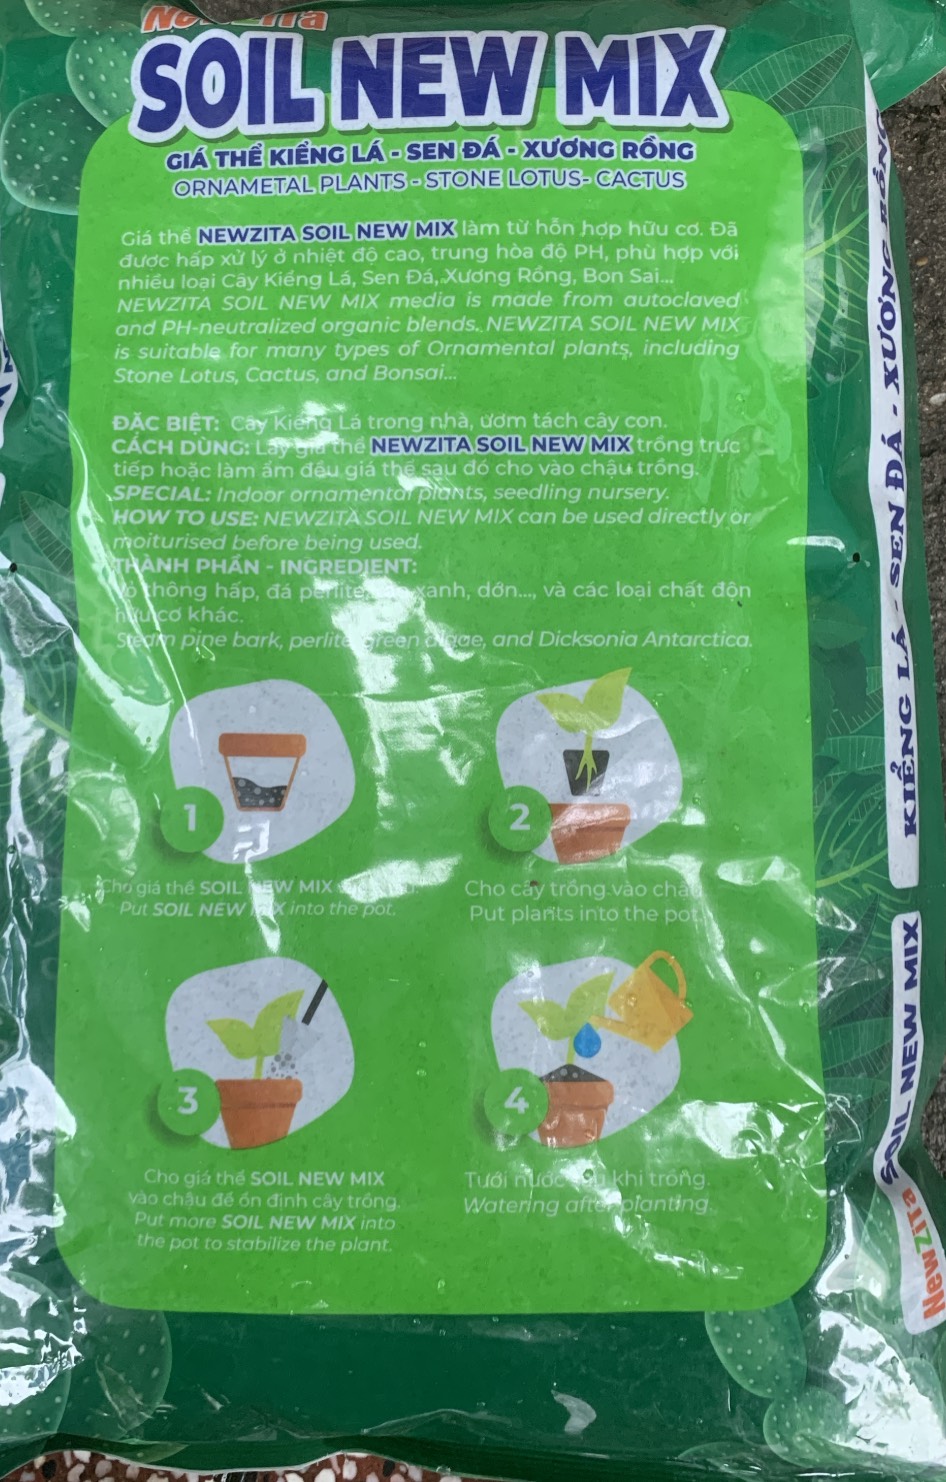 NewZITa
SOIL NEW MIX
GIÁ THỂ KIỂNG LÁ - SEN ĐÁ - XƯƠNG RỒNG
ORNAMETAL PLANTS - STONE LOTUS- CACTUS
Giá thể NEWZITA SOIL NEW MIX làm từ hỗn hợp hữu cơ. Đã
được hấp xử lý ở nhiệt độ cao, trung hòa độ PH, phù hợp với
nhiều loại Cây Kiểng Lá, Sen Đá, Xương Rồng, Bon Sai...
NEWZITA SOIL NEW MIX media is made from autoclaved
and PH-neutralized organic blends. NEWZITA SOIL NEW MIX
is suitable for many types of Ornamental plants, including
Stone Lotus, Cactus, and Bonsai...
ĐẶC BIỆT: Cây Kiểng Lá trong nhà, ươm tách cây con.
CÁCH DÙNG: Lấy giá thể NEWZITA SOIL NEW MIX trồng trực
tiếp hoặc làm ẩm đều giá thể sau đó cho vào chậu trồng.
SPECIAL: Indoor ornamental plants, seedling nursery.
HOW TO USE: NEWZITA SOIL NEW MIX can be used directly or
moiturised before being used.
THÀNH PHẦN - INGREDIENT:
thông hấp, đá perlite, xanh, dớn..., và các loại chất độn
hữu cơ khác.
Steam pine bark, perlite green algae, and Dicksonia Antarctica.
1
Cho giá thể SOIL NEW MIX
Put SOIL NEW MIX into the pot.
2
Cho cây trồng vào chậu
Put plants into the pot.
3
Cho giá thể SOIL NEW MIX
vào chậu để ổn định cây trồng.
Put more SOIL NEW MIX into
the pot to stabilize the plant.
4
Tưới nước sau khi trồng.
Watering after planting.
KIỂNG LÁ - SEN ĐÁ - XƯƠNG RỒNG
NewZITa SOIL NEW MIX